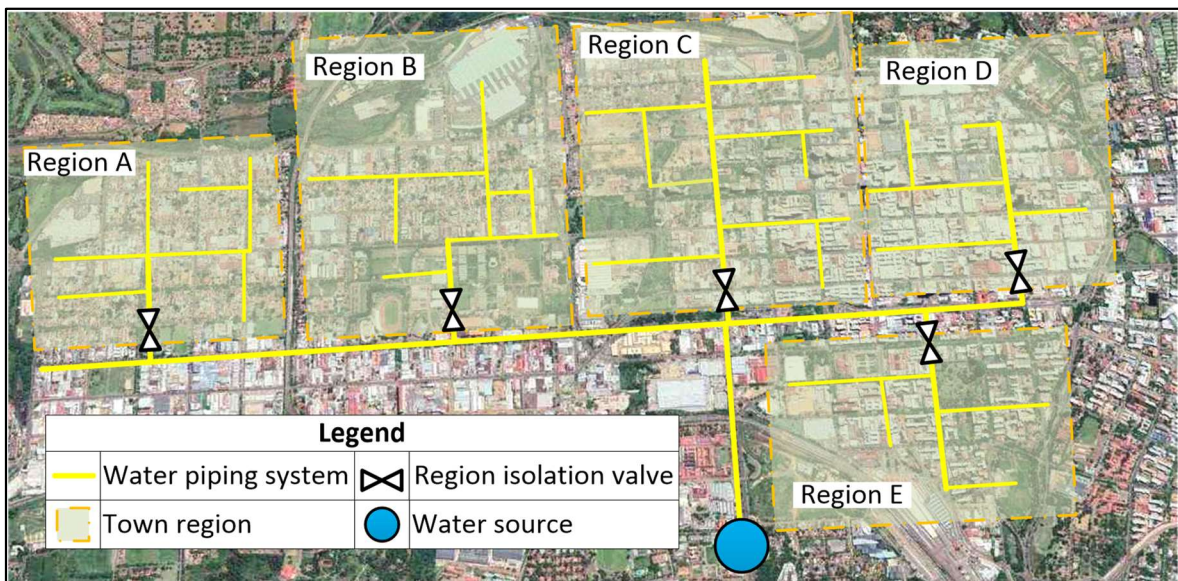 Region A
Region B
Region C
Region D
Region E
Legend
Water piping system
Region isolation valve
Town region
Water source